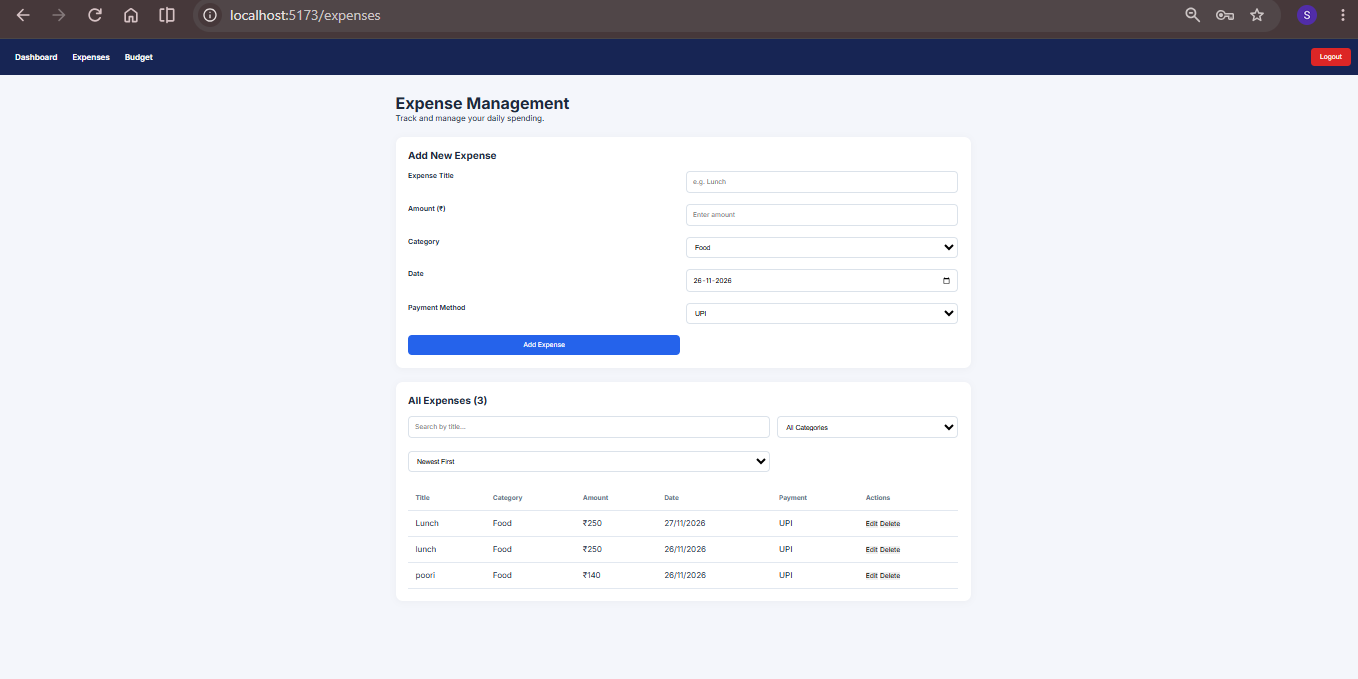 localhost:5173/expenses
S
Dashboard Expenses Budget Logout
Expense Management
Track and manage your daily spending.
Add New Expense
Expense Title e.g. Lunch
Amount (₹) Enter amount
Category Food
Date 26-11-2026
Payment Method UPI
Add Expense
All Expenses (3)
Search by title... All Categories
Newest First
Title Category Amount Date Payment Actions
Lunch Food ₹250 27/11/2026 UPI Edit Delete
lunch Food ₹250 26/11/2026 UPI Edit Delete
poori Food ₹140 26/11/2026 UPI Edit Delete